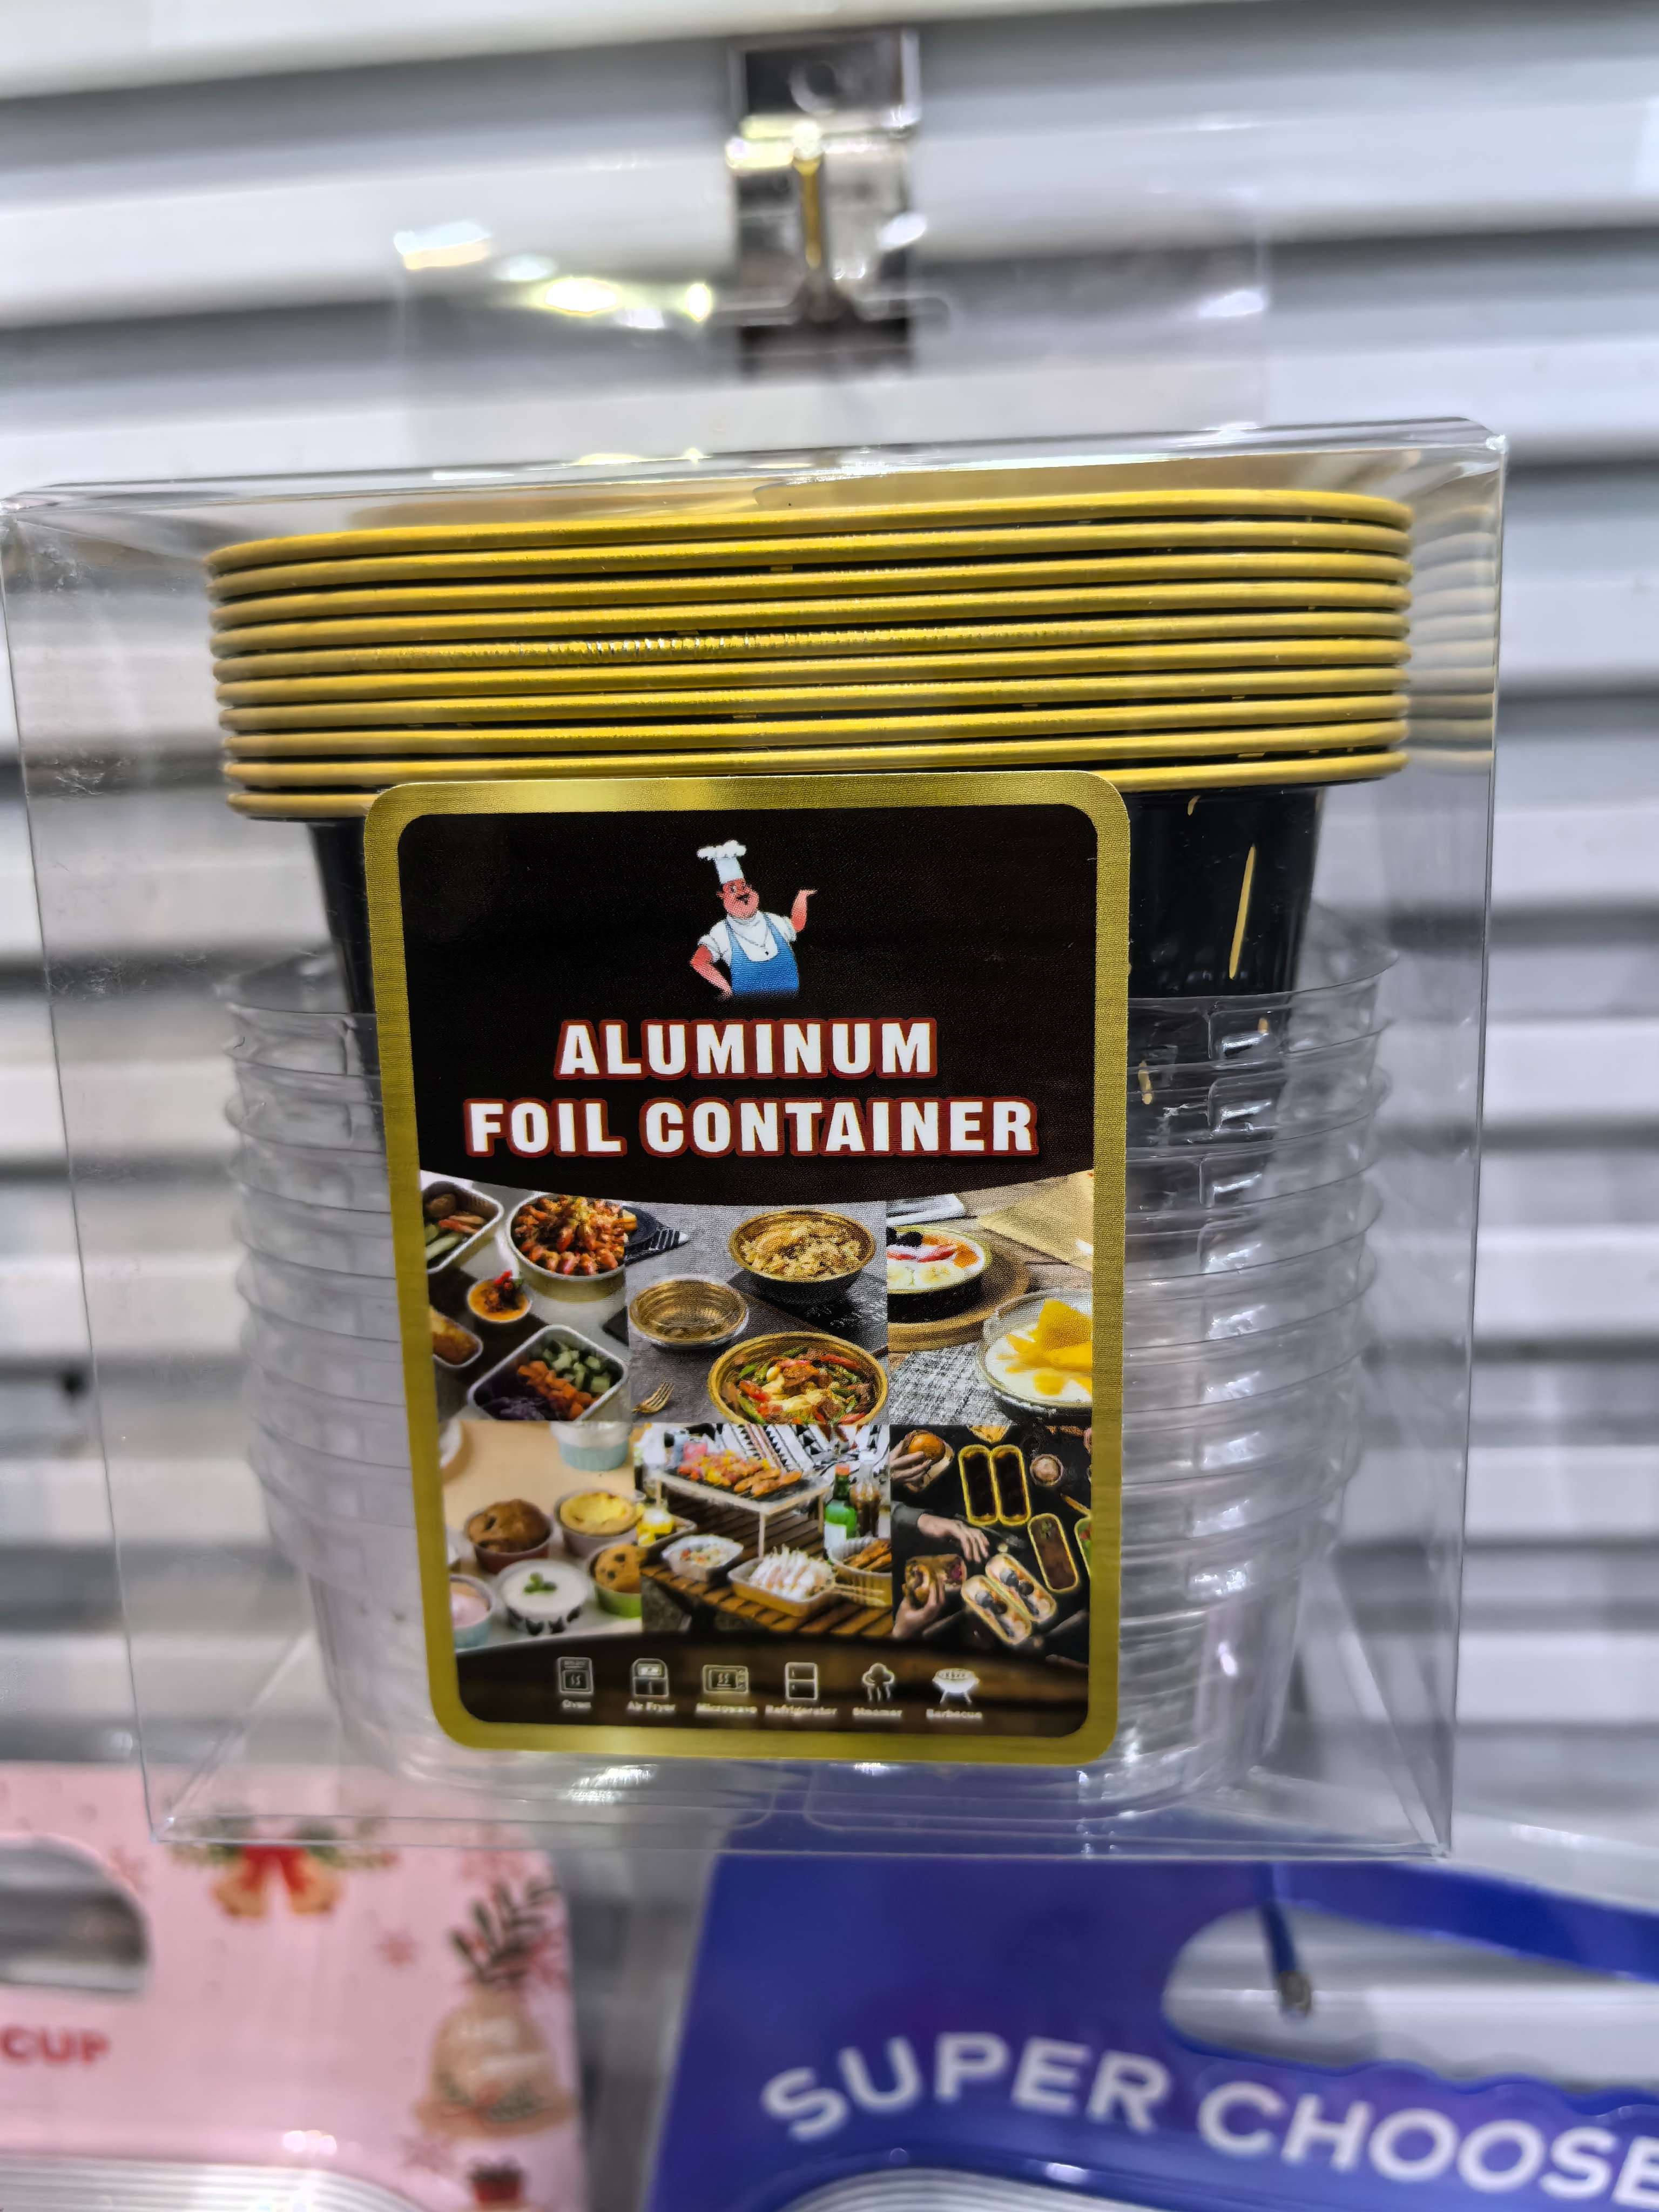 ALUMINUM
FOIL CONTAINER
Oven Air Fryer Microwave Refrigerator Steamer Barbecue
CUP
SUPER CHOOSE